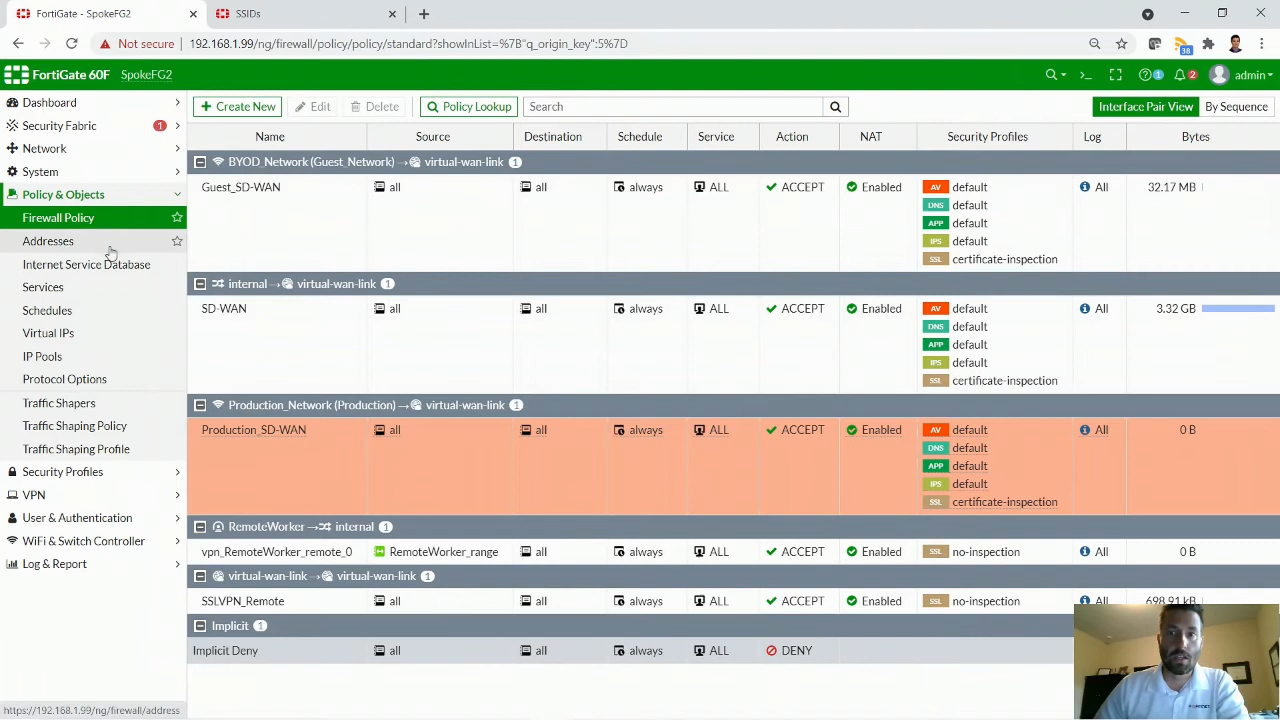 FortiGate - SpokeFG2
SSIDs
Not secure 192.168.1.99/ng/firewall/policy/policy/standard?showInList=%7B"q_origin_key":5%7D
38
FortiGate 60F SpokeFG2 1 2 admin
Dashboard
Security Fabric 1
Network
System
Policy & Objects
Firewall Policy
Addresses
Internet Service Database
Services
Schedules
Virtual IPs
IP Pools
Protocol Options
Traffic Shapers
Traffic Shaping Policy
Traffic Shaping Profile
Security Profiles
VPN
User & Authentication
WiFi & Switch Controller
Log & Report
Create New Edit Delete Policy Lookup Search Interface Pair View By Sequence
Name Source Destination Schedule Service Action NAT Security Profiles Log Bytes
BYOD_Network (Guest_Network) → virtual-wan-link 1
Guest_SD-WAN all all always ALL ACCEPT Enabled AV default All 32.17 MB
DNS default
APP default
IPS default
SSL certificate-inspection
internal → virtual-wan-link 1
SD-WAN all all always ALL ACCEPT Enabled AV default All 3.32 GB
DNS default
APP default
IPS default
SSL certificate-inspection
Production_Network (Production) → virtual-wan-link 1
Production_SD-WAN all all always ALL ACCEPT Enabled AV default All 0 B
DNS default
APP default
IPS default
SSL certificate-inspection
RemoteWorker → internal 1
vpn_RemoteWorker_remote_0 RemoteWorker_range all always ALL ACCEPT Enabled SSL no-inspection All 0 B
virtual-wan-link → virtual-wan-link 1
SSLVPN_Remote all all always ALL ACCEPT Enabled SSL no-inspection All 698.91 kB
Implicit 1
Implicit Deny all all always ALL DENY
https://192.168.1.99/ng/firewall/address